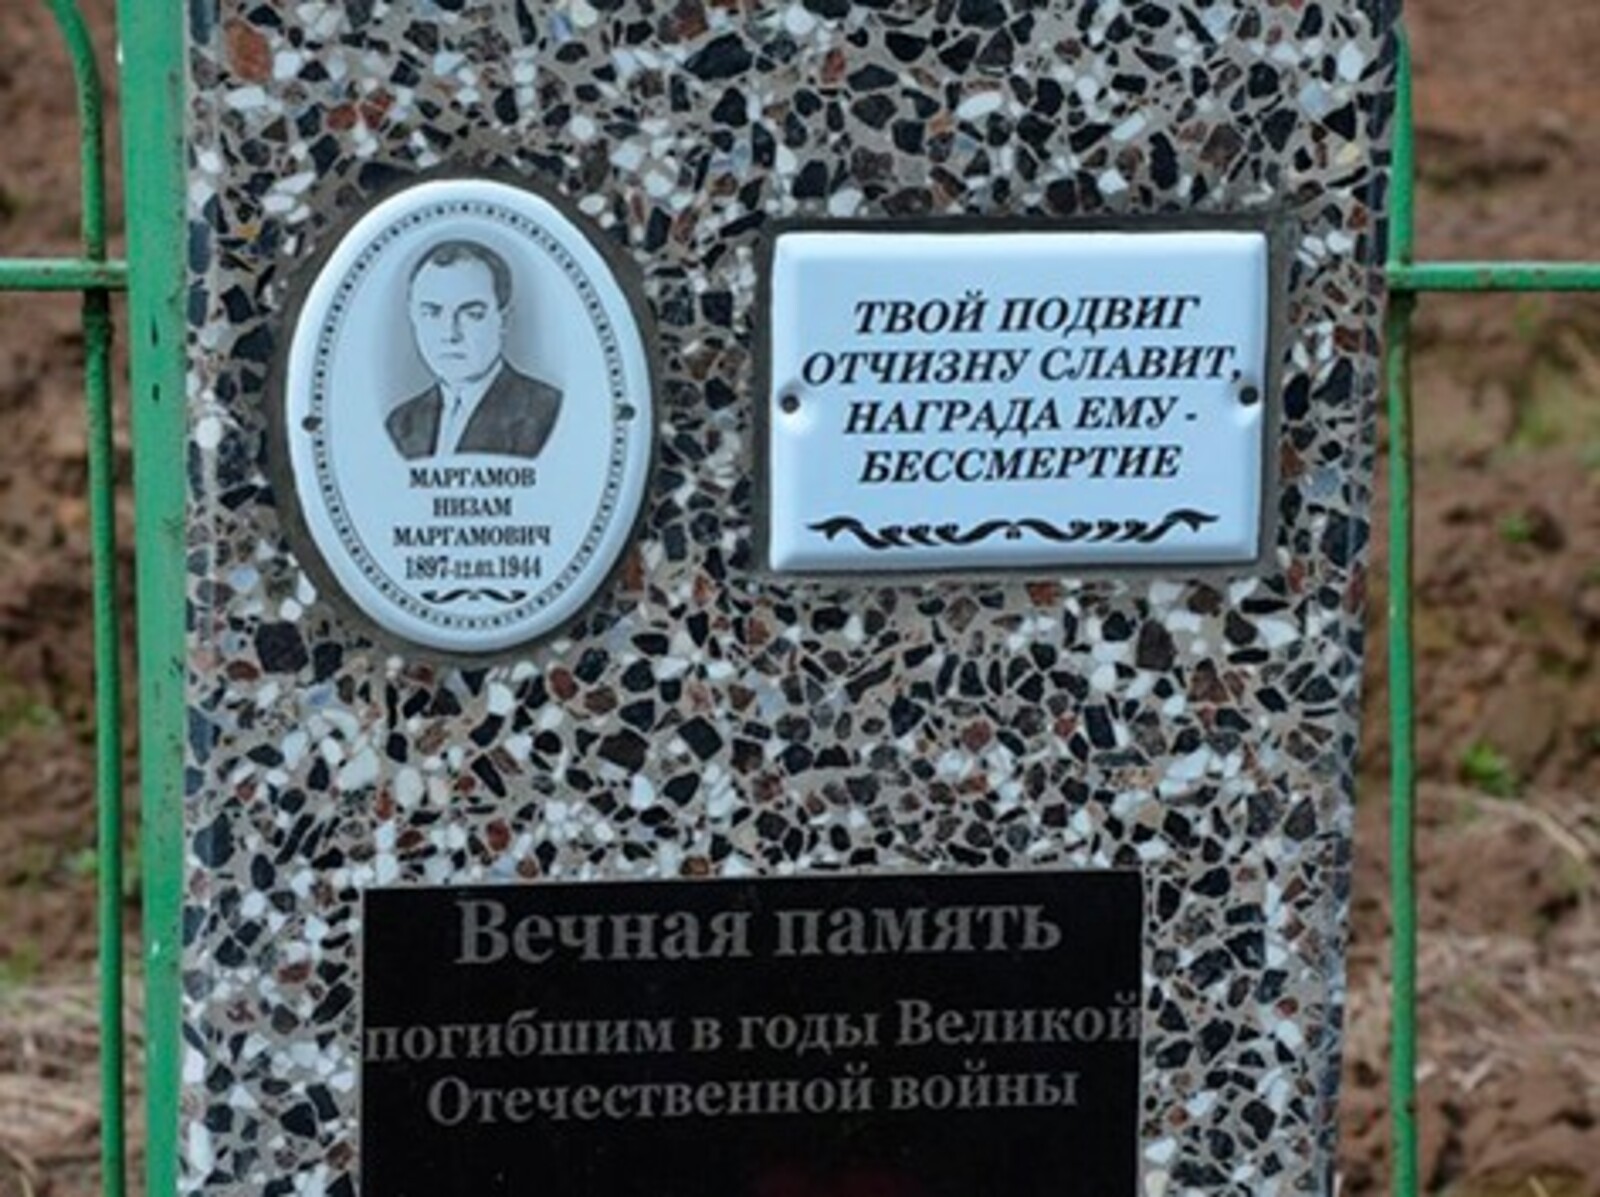 МАРГАМОВ
НИЗАМ
МАРГАМОВИЧ
1897-12.03.1944
ТВОЙ ПОДВИГ
ОТЧИЗНУ СЛАВИТ,
НАГРАДА ЕМУ -
БЕССМЕРТИЕ
Вечная память
погибшим в годы Великой
Отечественной войны